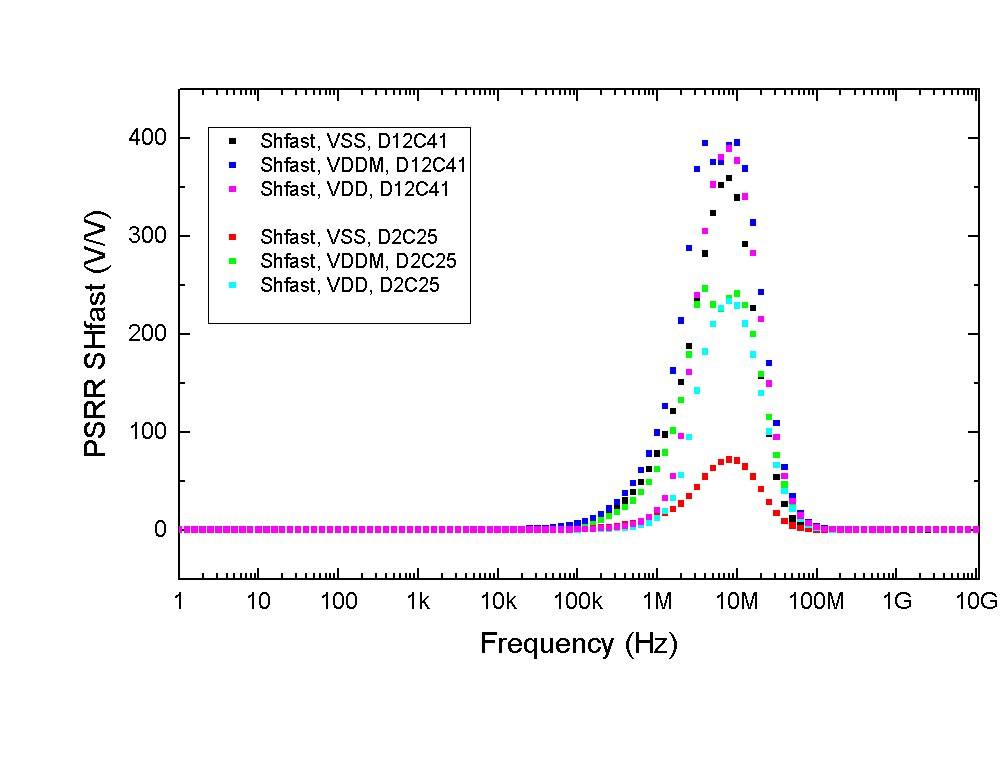 PSRR SHfast (V/V)
400
300
200
100
0
Shfast, VSS, D12C41
Shfast, VDDM, D12C41
Shfast, VDD, D12C41
Shfast, VSS, D2C25
Shfast, VDDM, D2C25
Shfast, VDD, D2C25
1 10 100 1k 10k 100k 1M 10M 100M 1G 10G
Frequency (Hz)